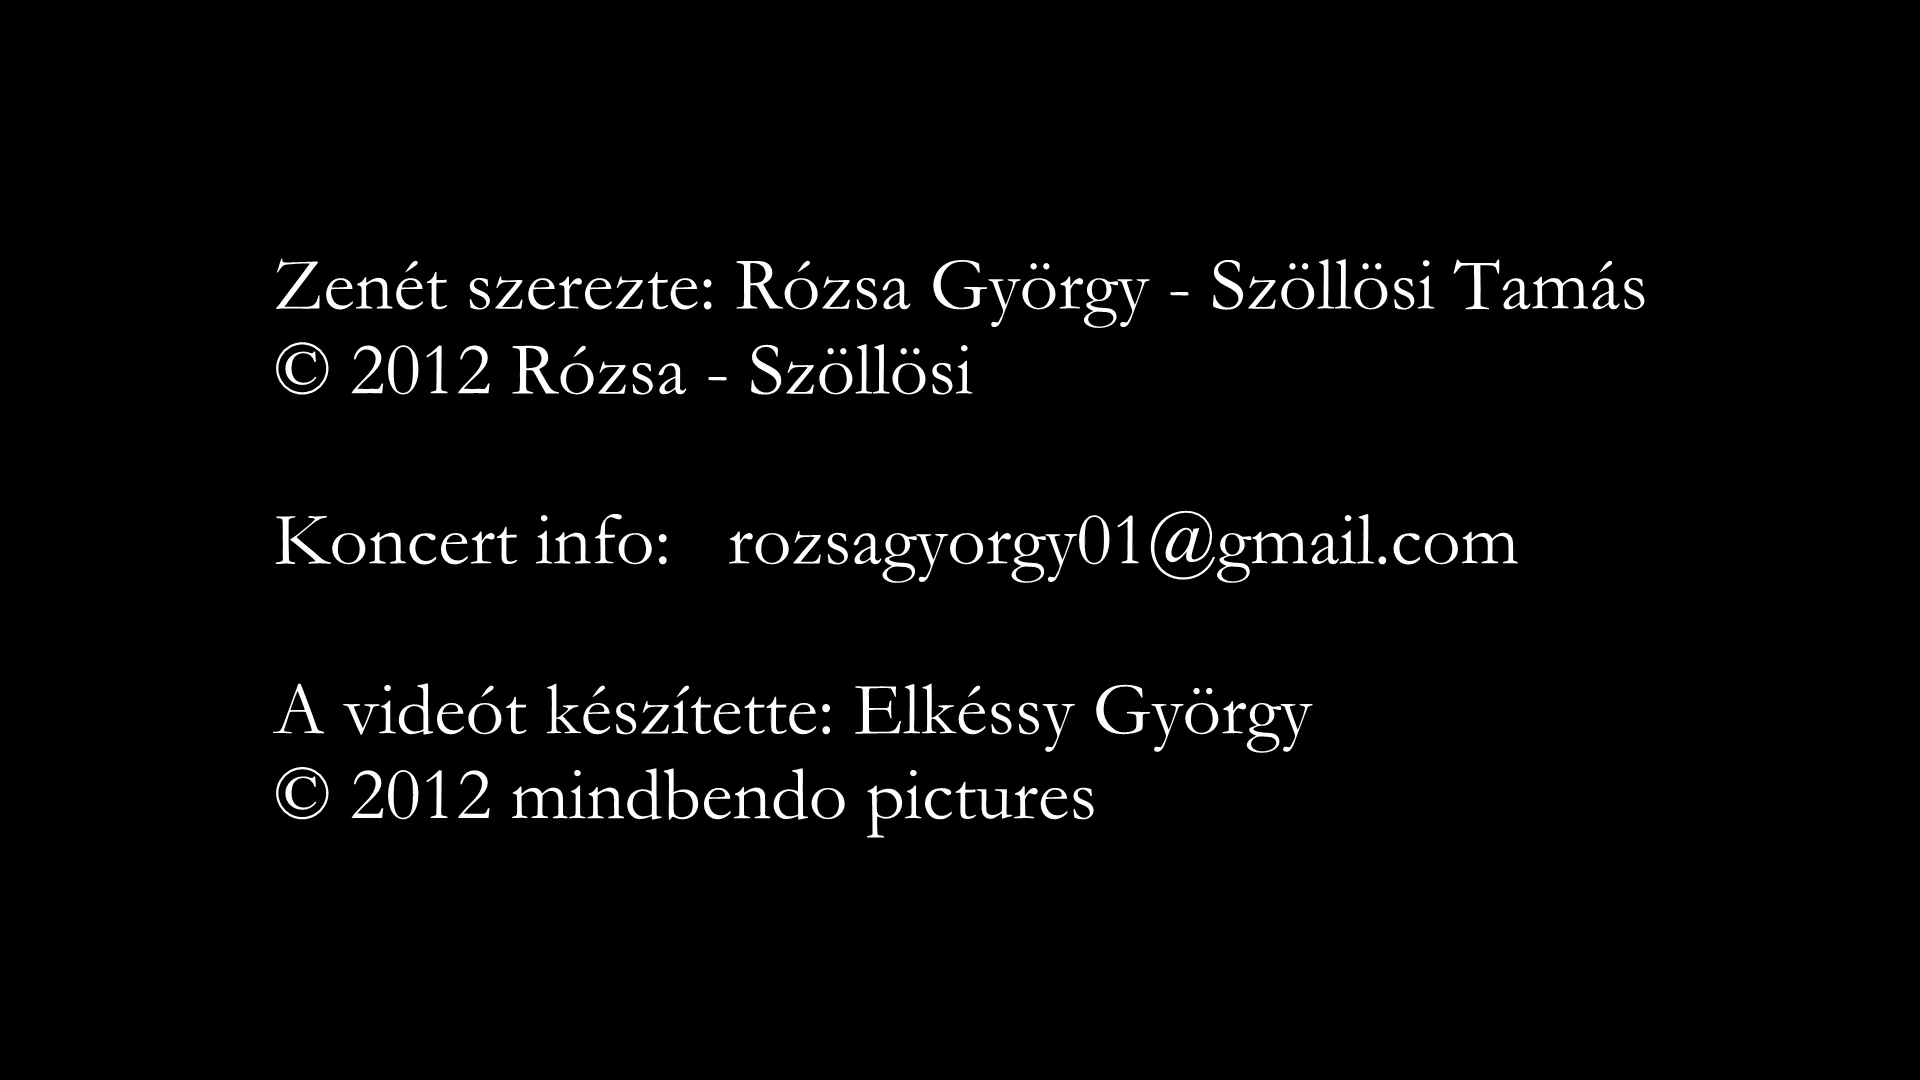 Zenét szerezte: Rózsa György - Szöllösi Tamás
© 2012 Rózsa - Szöllösi
Koncert info: rozsagyorgy01@gmail.com
A videót készítette: Elkéssy György
© 2012 mindbendo pictures